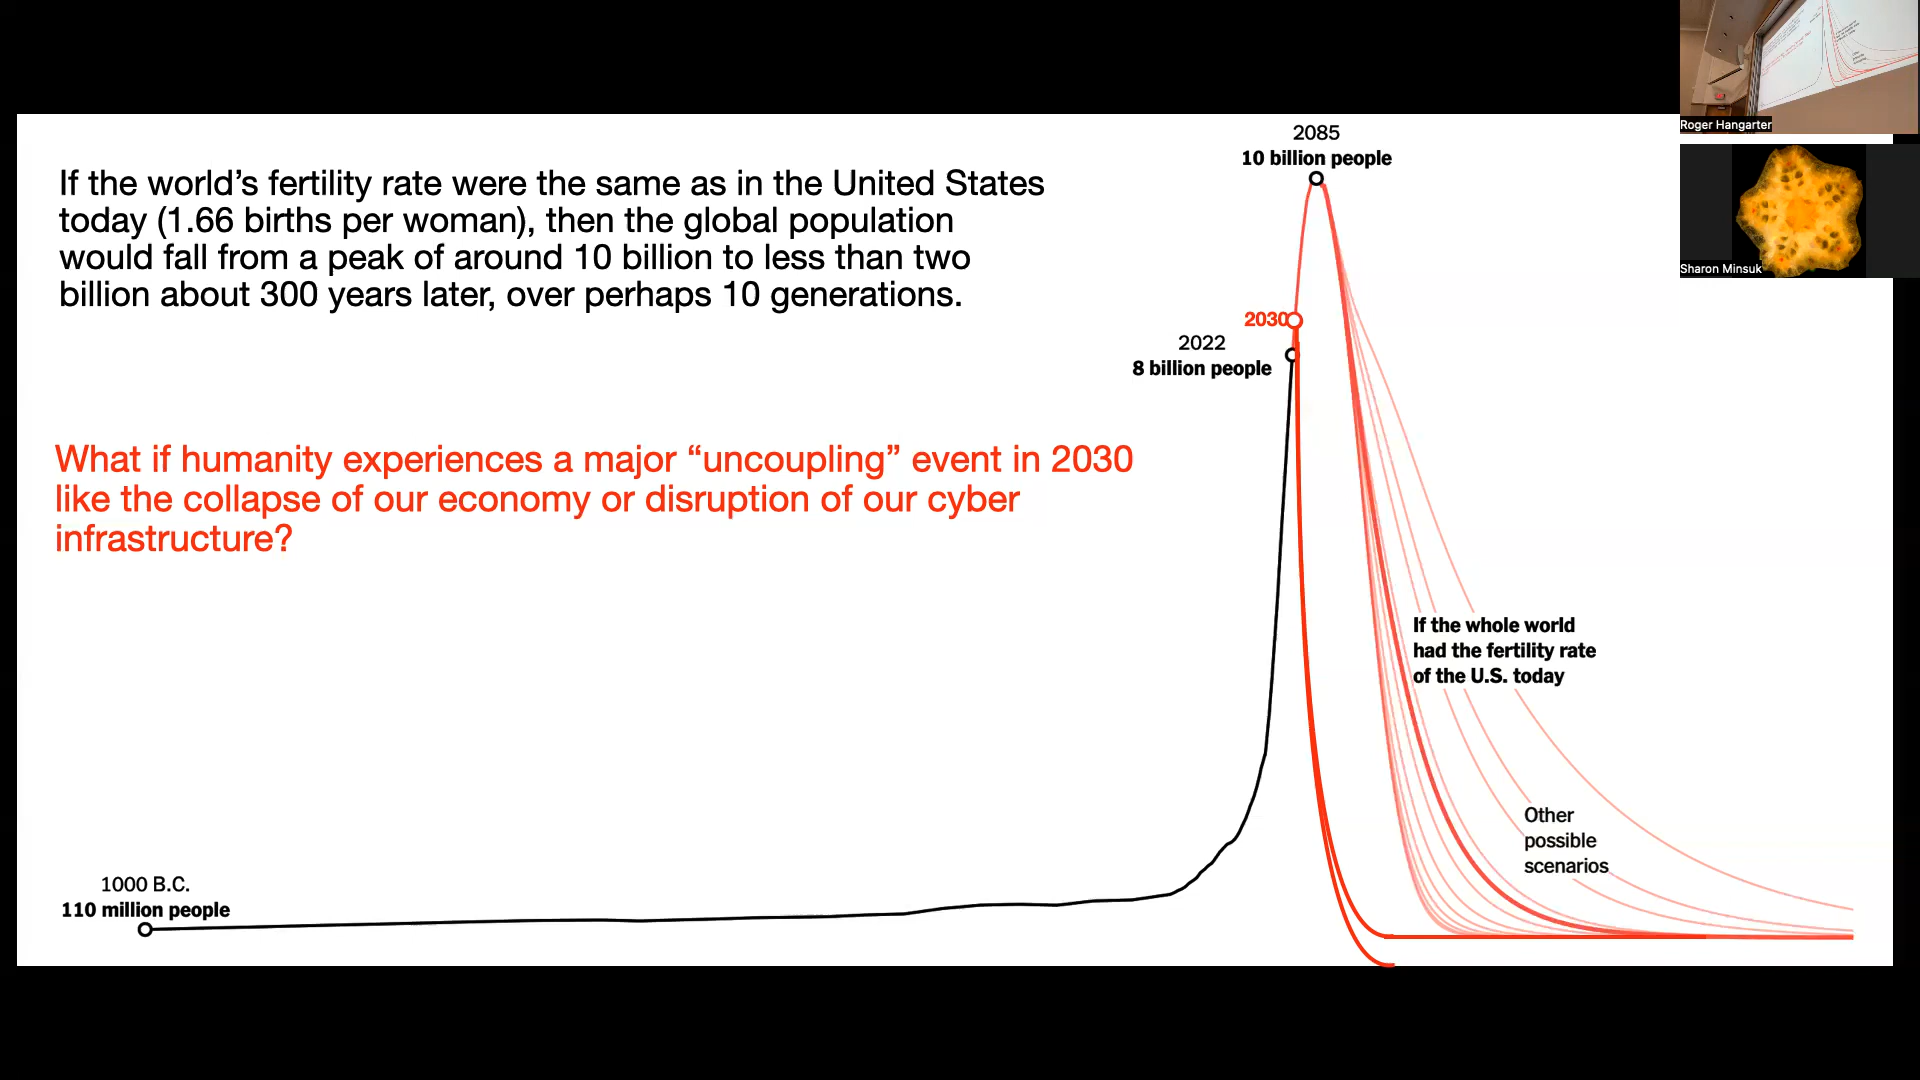 If the world’s fertility rate were the same as in the United States
today (1.66 births per woman), then the global population
would fall from a peak of around 10 billion to less than two
billion about 300 years later, over perhaps 10 generations.
What if humanity experiences a major “uncoupling” event in 2030
like the collapse of our economy or disruption of our cyber
infrastructure?
2085
10 billion people
2030
2022
8 billion people
If the whole world
had the fertility rate
of the U.S. today
Other
possible
scenarios
1000 B.C.
110 million people
Roger Hangarter
Sharon Minsuk